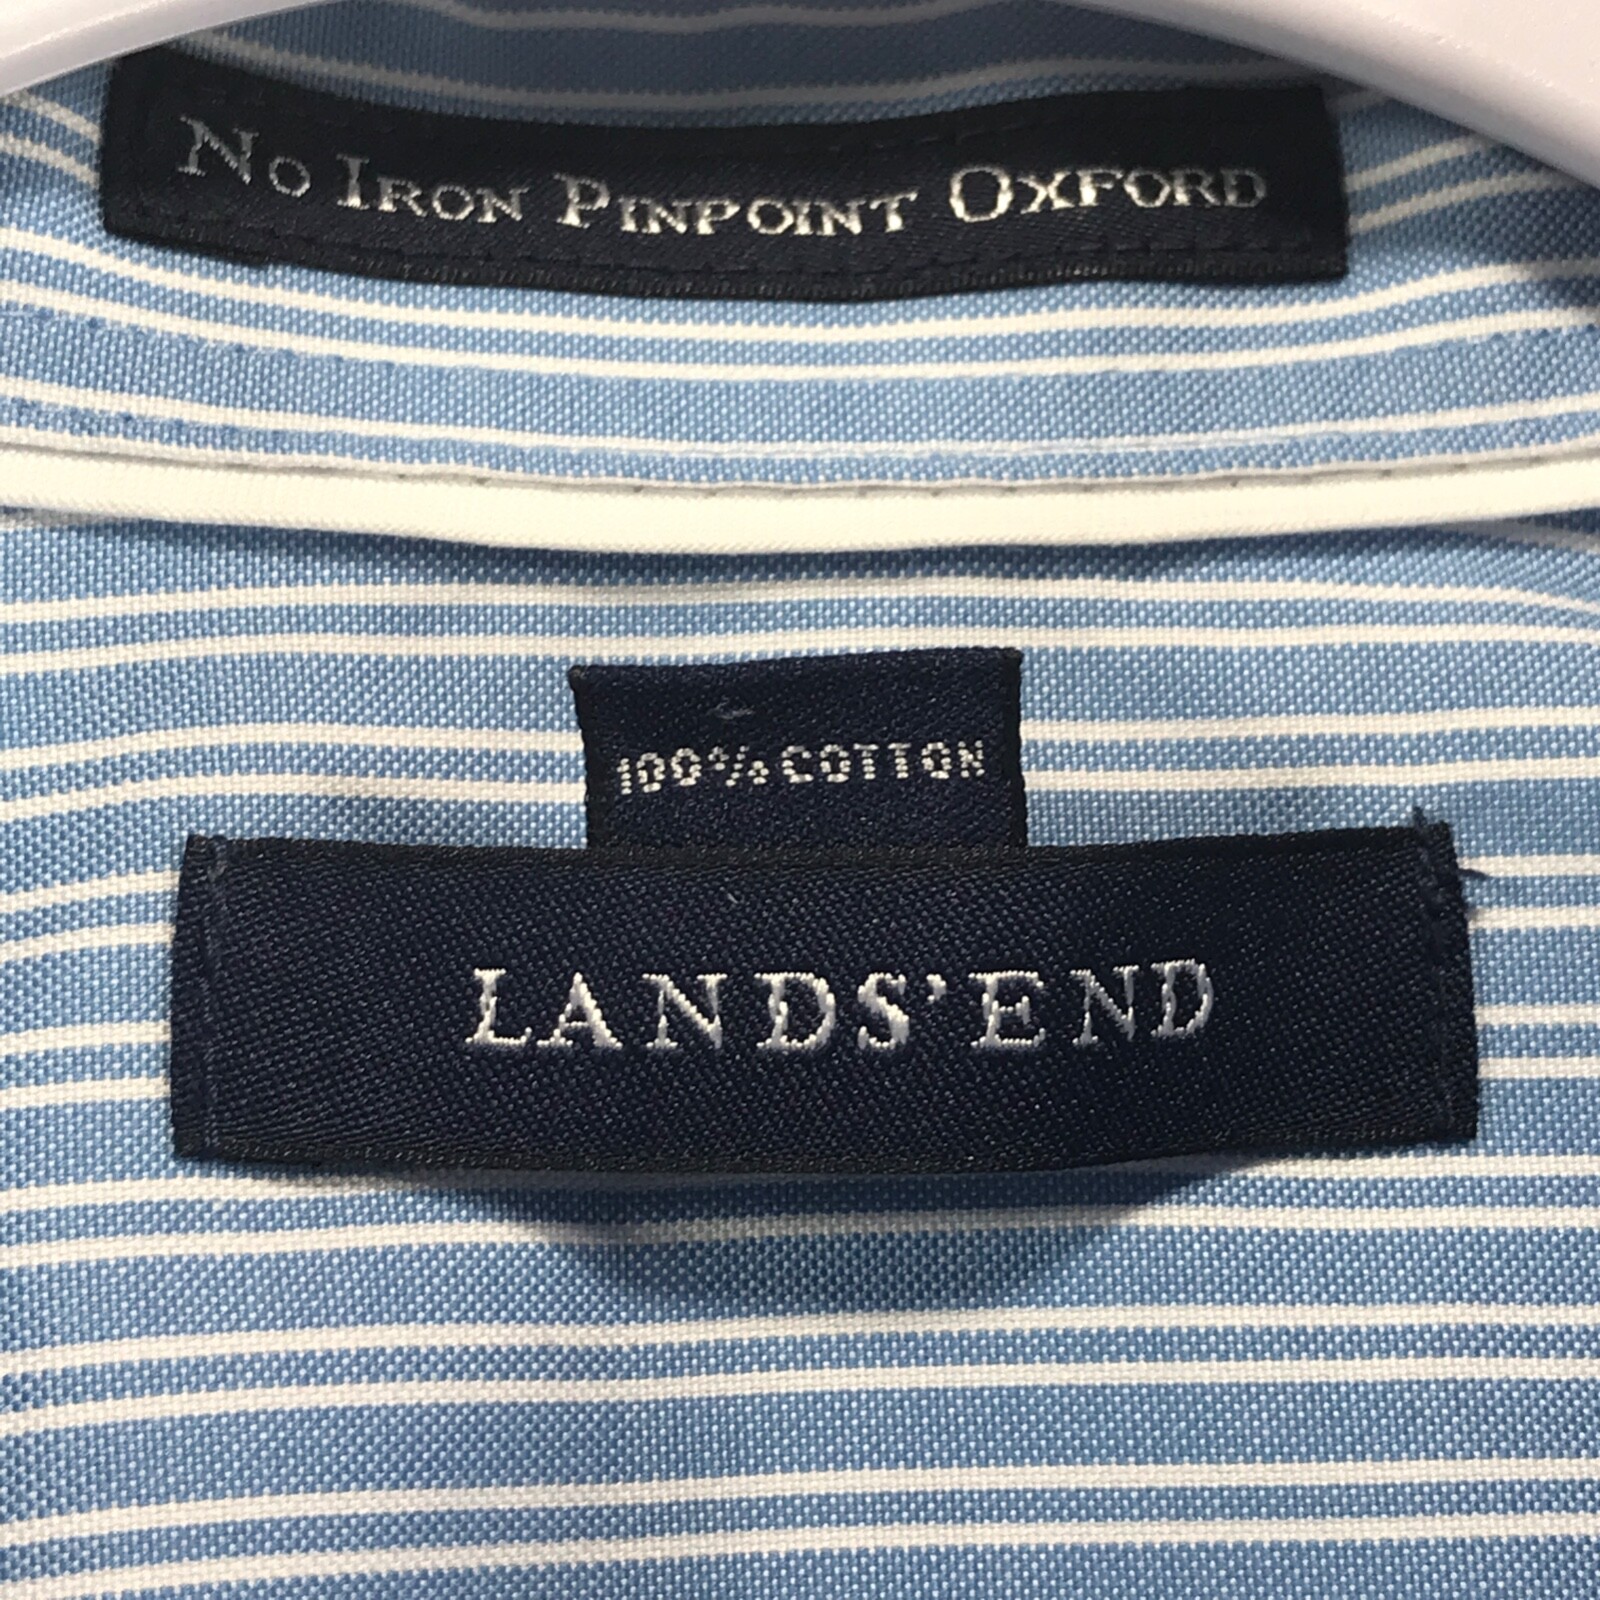 No Iron Pinpoint Oxford
100% COTTON
LANDS' END